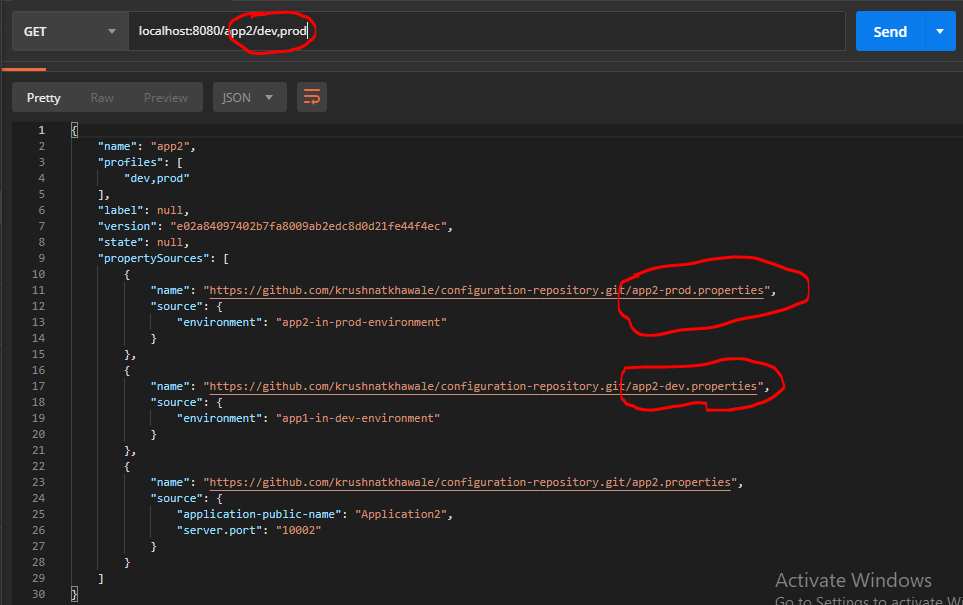 GET
localhost:8080/app2/dev,prod
Send
Pretty
Raw
Preview
JSON
1 {
2 "name": "app2",
3 "profiles": [
4 "dev,prod"
5 ],
6 "label": null,
7 "version": "e02a84097402b7fa8009ab2edc8d0d21fe44f4ec",
8 "state": null,
9 "propertySources": [
10 {
11 "name": "https://github.com/krushnatkhawale/configuration-repository.git/app2-prod.properties",
12 "source": {
13 "environment": "app2-in-prod-environment"
14 }
15 },
16 {
17 "name": "https://github.com/krushnatkhawale/configuration-repository.git/app2-dev.properties",
18 "source": {
19 "environment": "app1-in-dev-environment"
20 }
21 },
22 {
23 "name": "https://github.com/krushnatkhawale/configuration-repository.git/app2.properties",
24 "source": {
25 "application-public-name": "Application2",
26 "server.port": "10002"
27 }
28 }
29 ]
30 }
Activate Windows
Go to Settings to activate Wi